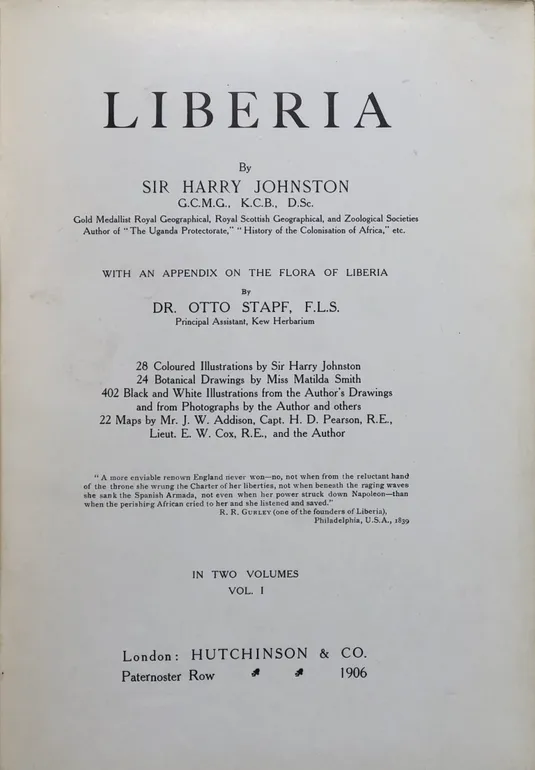 LIBERIA
By
SIR HARRY JOHNSTON
G.C.M.G., K.C.B., D.Sc.
Gold Medallist Royal Geographical, Royal Scottish Geographical, and Zoological Societies
Author of "The Uganda Protectorate," "History of the Colonisation of Africa," etc.
WITH AN APPENDIX ON THE FLORA OF LIBERIA
By
DR. OTTO STAPF, F.L.S.
Principal Assistant, Kew Herbarium
28 Coloured Illustrations by Sir Harry Johnston
24 Botanical Drawings by Miss Matilda Smith
402 Black and White Illustrations from the Author's Drawings
and from Photographs by the Author and others
22 Maps by Mr. J. W. Addison, Capt. H. D. Pearson, R.E.,
Lieut. E. W. Cox, R.E., and the Author
"A more enviable renown England never won—no, not when from the reluctant hand
of the throne she wrung the Charter of her liberties, not when beneath the raging waves
she sank the Spanish Armada, not even when her power struck down Napoleon—than
when the perishing African cried to her and she listened and saved."
R. R. GURLEY (one of the founders of Liberia),
Philadelphia, U.S.A., 1839
IN TWO VOLUMES
VOL. I
London: HUTCHINSON & CO.
Paternoster Row 1906